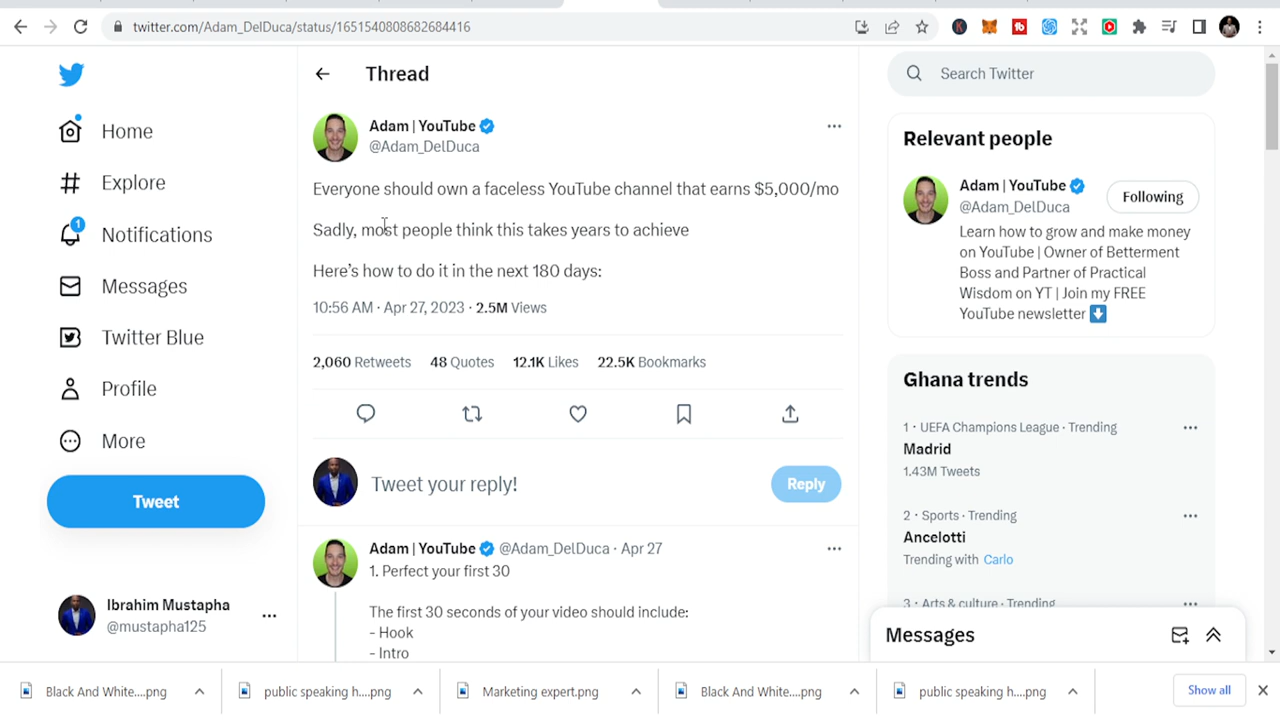 twitter.com/Adam_DelDuca/status/1651540808682684416
Home
Explore
1
Notifications
Messages
Twitter Blue
Profile
More
Tweet
Ibrahim Mustapha
@mustapha125
Thread
Adam | YouTube
@Adam_DelDuca
Everyone should own a faceless YouTube channel that earns $5,000/mo
Sadly, most people think this takes years to achieve
Here’s how to do it in the next 180 days:
10:56 AM · Apr 27, 2023 · 2.5M Views
2,060 Retweets 48 Quotes 12.1K Likes 22.5K Bookmarks
Tweet your reply!
Reply
Adam | YouTube @Adam_DelDuca · Apr 27
1. Perfect your first 30
The first 30 seconds of your video should include:
- Hook
- Intro
Search Twitter
Relevant people
Adam | YouTube
@Adam_DelDuca
Following
Learn how to grow and make money
on YouTube | Owner of Betterment
Boss and Partner of Practical
Wisdom on YT | Join my FREE
YouTube newsletter
Ghana trends
1 · UEFA Champions League · Trending
Madrid
1.43M Tweets
2 · Sports · Trending
Ancelotti
Trending with Carlo
3 · Arts & culture · Trending
Messages
Black And White....png
public speaking h....png
Marketing expert.png
Black And White....png
public speaking h....png
Show all